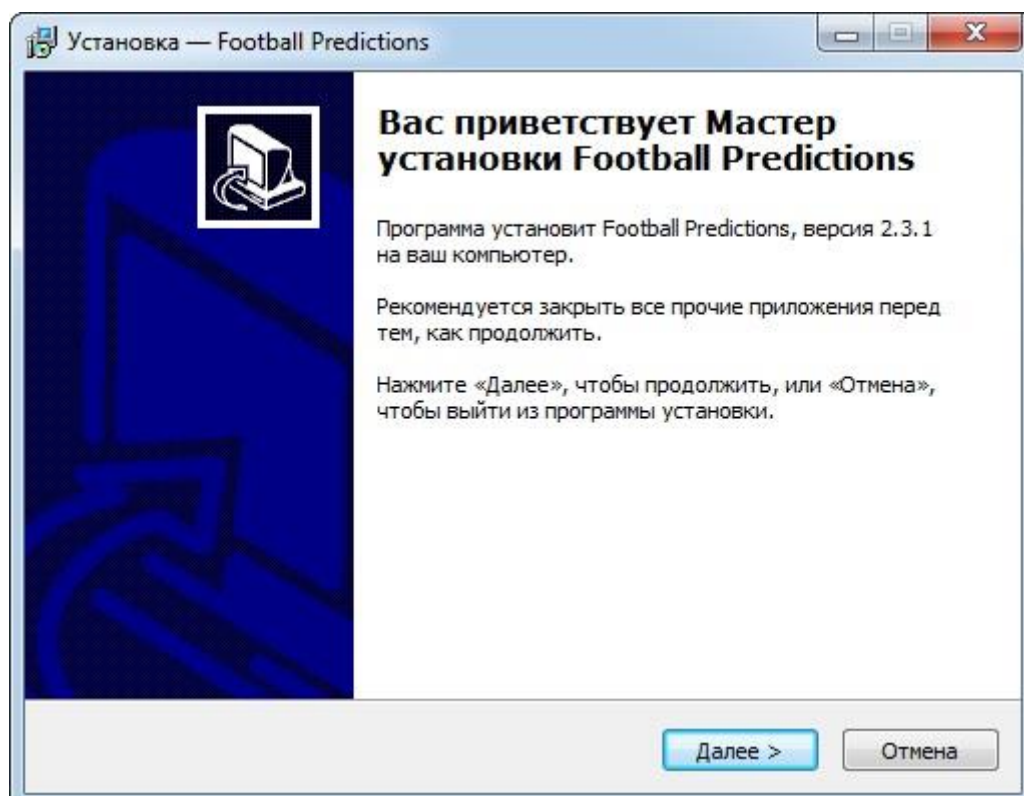 Установка — Football Predictions
Вас приветствует Мастер
установки Football Predictions
Программа установит Football Predictions, версия 2.3.1
на ваш компьютер.
Рекомендуется закрыть все прочие приложения перед
тем, как продолжить.
Нажмите «Далее», чтобы продолжить, или «Отмена»,
чтобы выйти из программы установки.
Далее >
Отмена